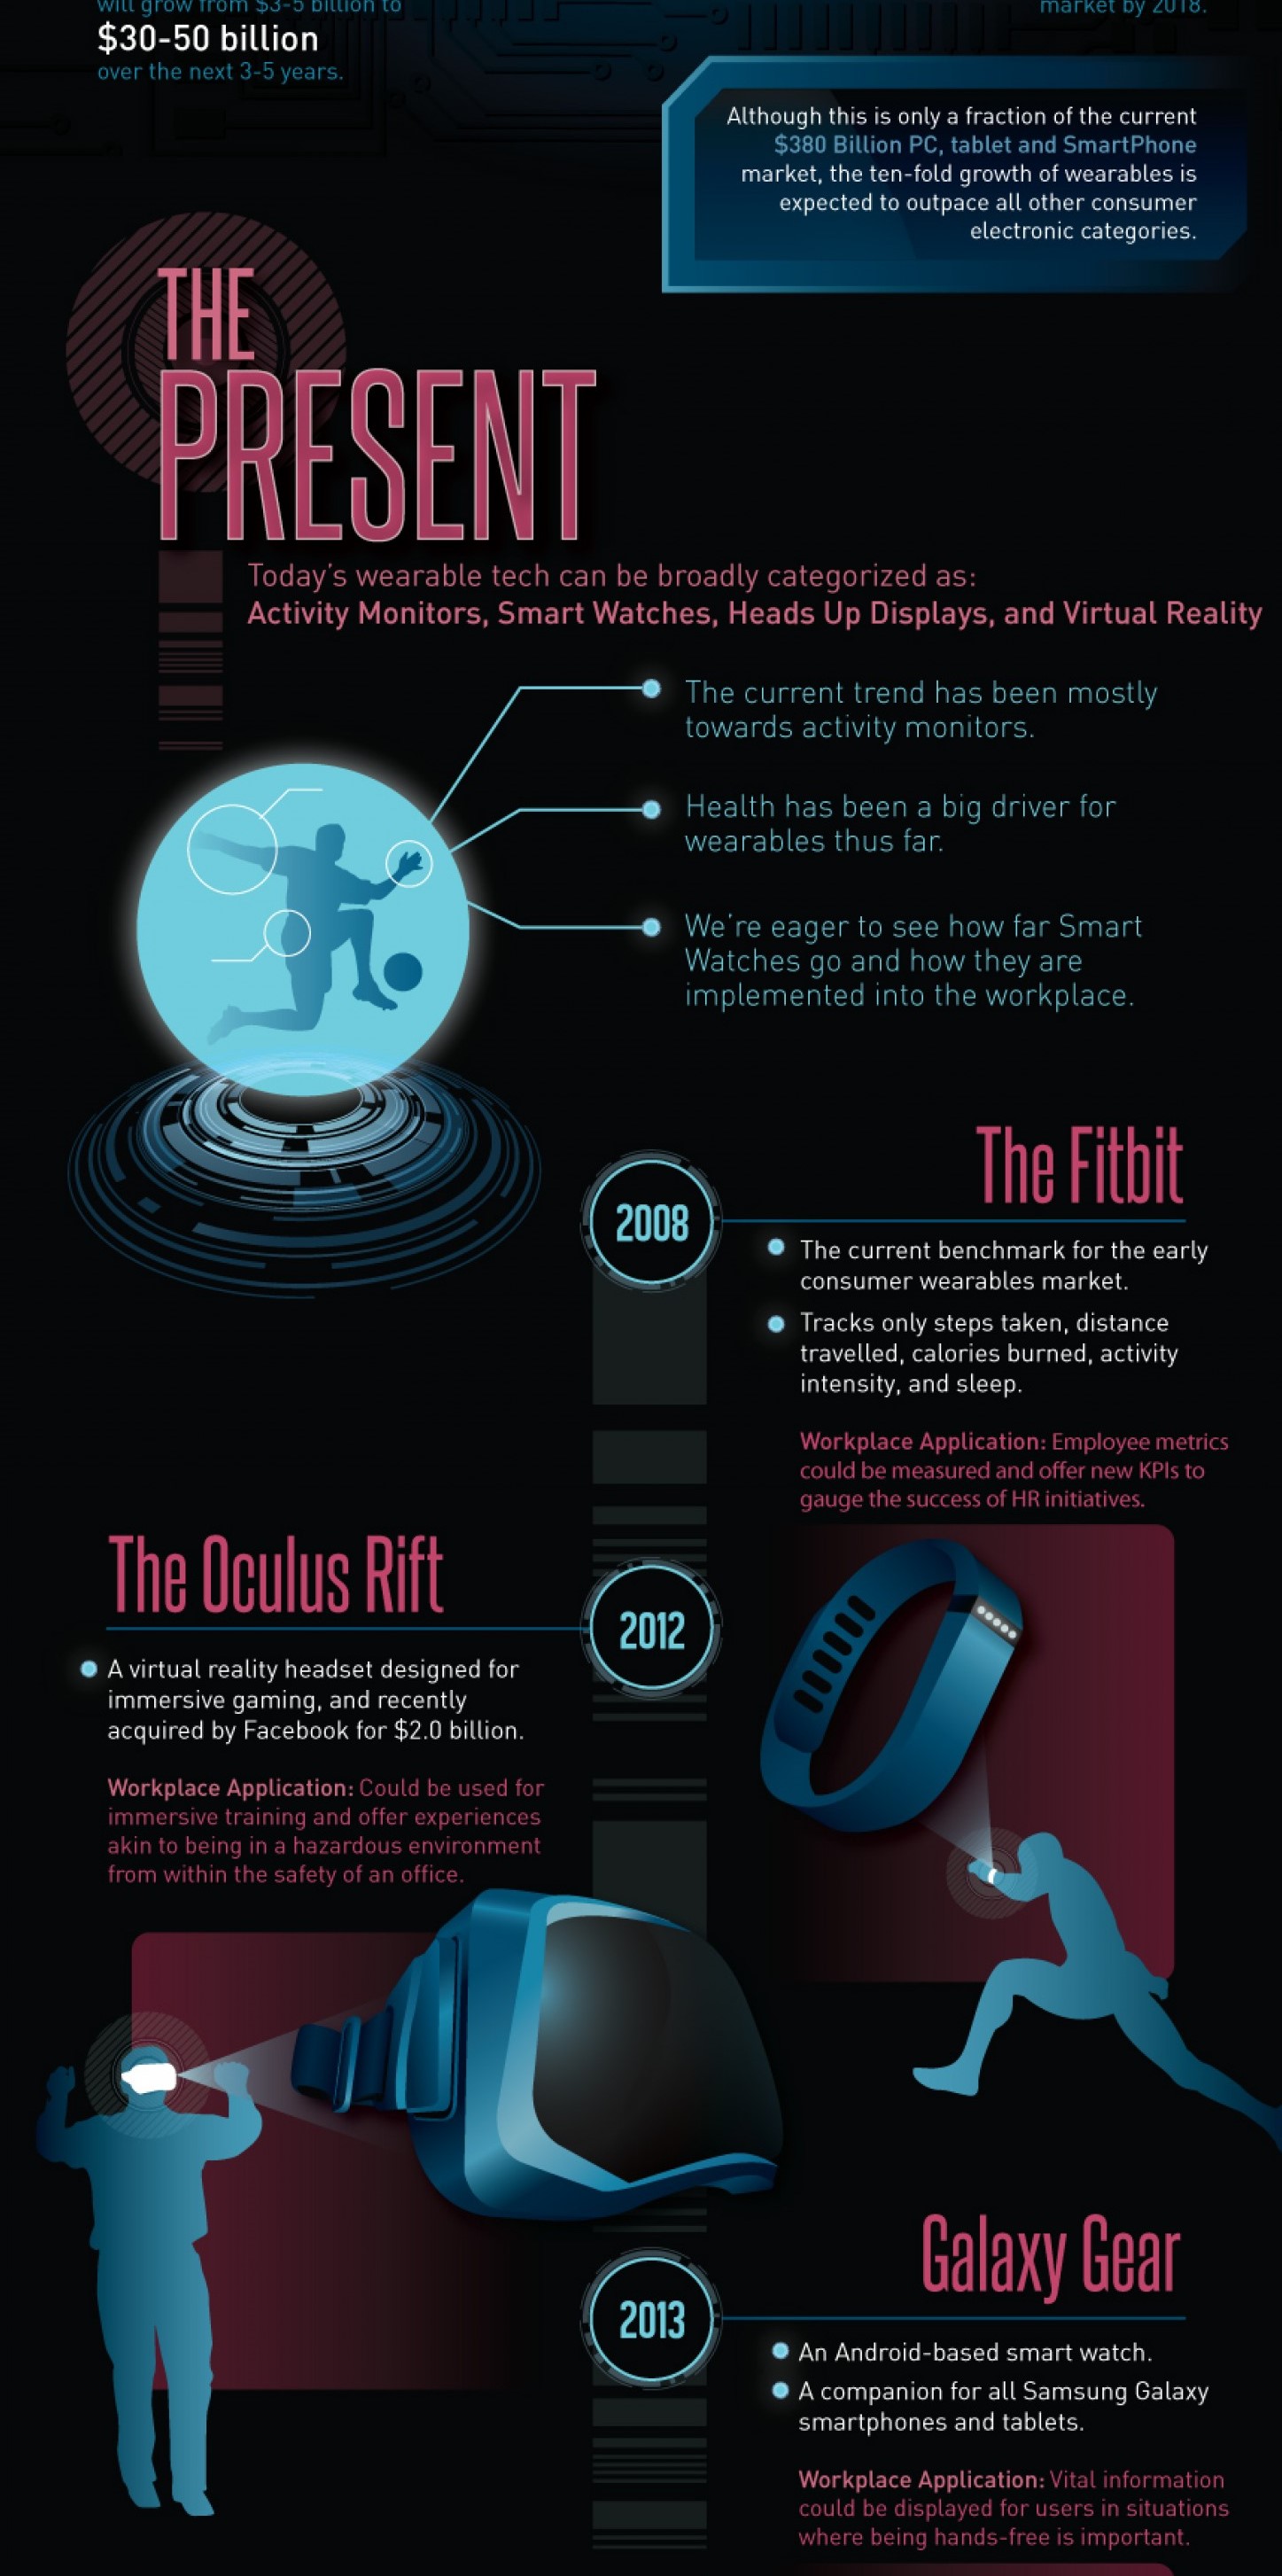 will grow from $3-5 billion to
$30-50 billion
over the next 3-5 years.
market by 2018.
Although this is only a fraction of the current
$380 Billion PC, tablet and SmartPhone
market, the ten-fold growth of wearables is
expected to outpace all other consumer
electronic categories.
THE
PRESENT
Today's wearable tech can be broadly categorized as:
Activity Monitors, Smart Watches, Heads Up Displays, and Virtual Reality
The current trend has been mostly
towards activity monitors.
Health has been a big driver for
wearables thus far.
We're eager to see how far Smart
Watches go and how they are
implemented into the workplace.
The Fitbit
2008
The current benchmark for the early
consumer wearables market.
Tracks only steps taken, distance
travelled, calories burned, activity
intensity, and sleep.
Workplace Application: Employee metrics
could be measured and offer new KPIs to
gauge the success of HR initiatives.
The Oculus Rift
2012
A virtual reality headset designed for
immersive gaming, and recently
acquired by Facebook for $2.0 billion.
Workplace Application: Could be used for
immersive training and offer experiences
akin to being in a hazardous environment
from within the safety of an office.
Galaxy Gear
2013
An Android-based smart watch.
A companion for all Samsung Galaxy
smartphones and tablets.
Workplace Application: Vital information
could be displayed for users in situations
where being hands-free is important.